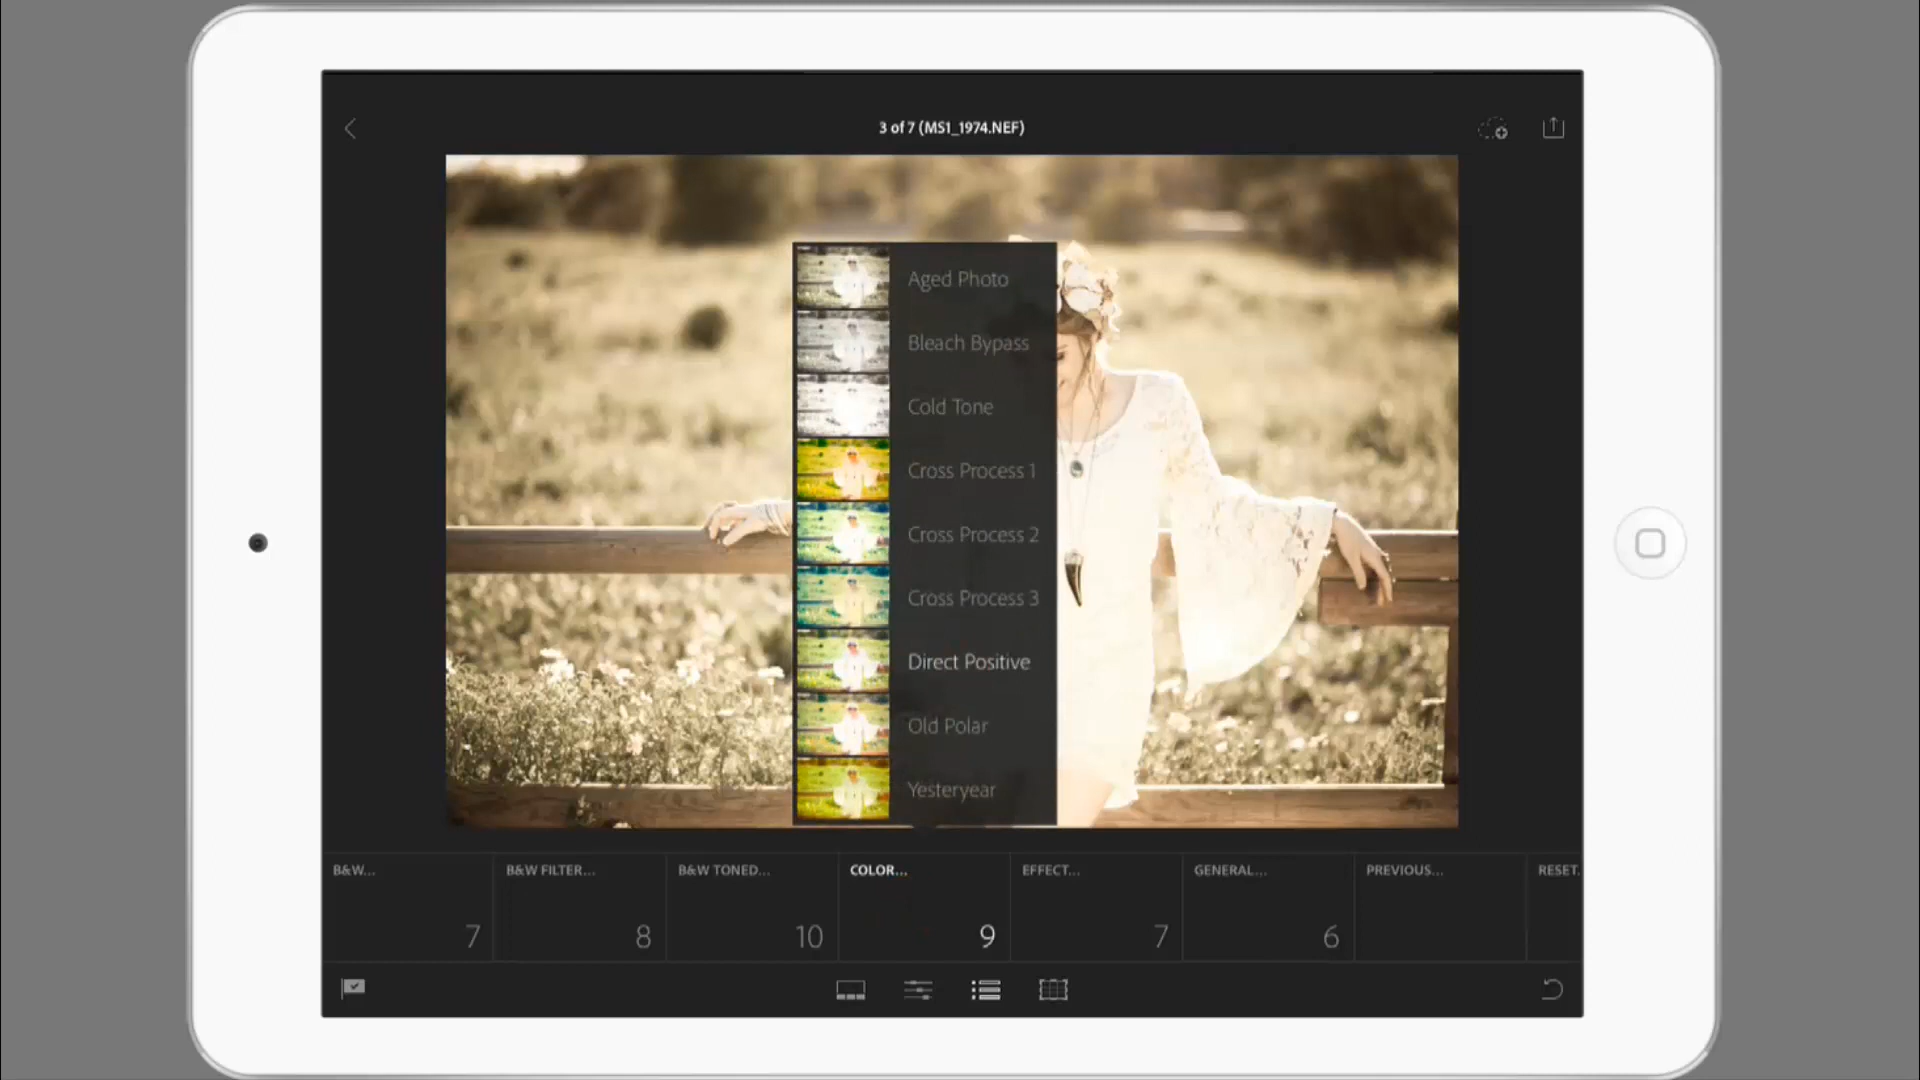 3 of 7 (MS1_1974.NEF)
Aged Photo
Bleach Bypass
Cold Tone
Cross Process 1
Cross Process 2
Cross Process 3
Direct Positive
Old Polar
Yesteryear
B&W... B&W FILTER... B&W TONED... COLOR... EFFECT... GENERAL... PREVIOUS... RESET.
7 8 10 9 7 6